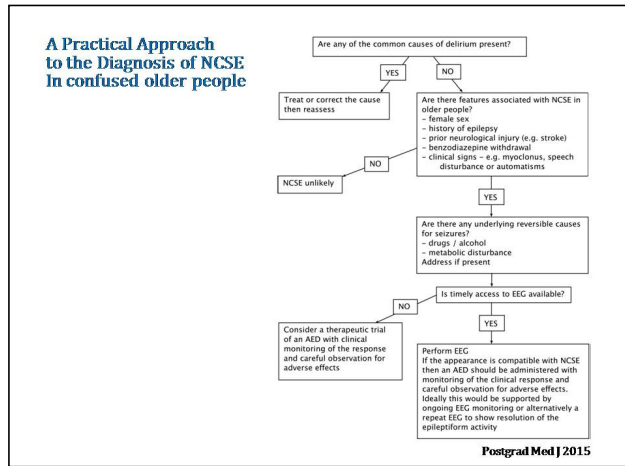 A Practical Approach
to the Diagnosis of NCSE
In confused older people
Are any of the common causes of delirium present?
YES
NO
Treat or correct the cause
then reassess
Are there features associated with NCSE in
older people?
– female sex
– history of epilepsy
– prior neurological injury (e.g. stroke)
– benzodiazepine withdrawal
– clinical signs – e.g. myoclonus, speech
disturbance or automatisms
NO
NCSE unlikely
YES
Are there any underlying reversible causes
for seizures?
– drugs / alcohol
– metabolic disturbance
Address if present
Is timely access to EEG available?
NO
YES
Consider a therapeutic trial
of an AED with clinical
monitoring of the response
and careful observation for
adverse effects
Perform EEG
If the appearance is compatible with NCSE
then an AED should be administered with
monitoring of the clinical response and
careful observation for adverse effects.
Ideally this would be supported by
ongoing EEG monitoring or alternatively a
repeat EEG to show resolution of the
epileptiform activity
Postgrad Med J 2015